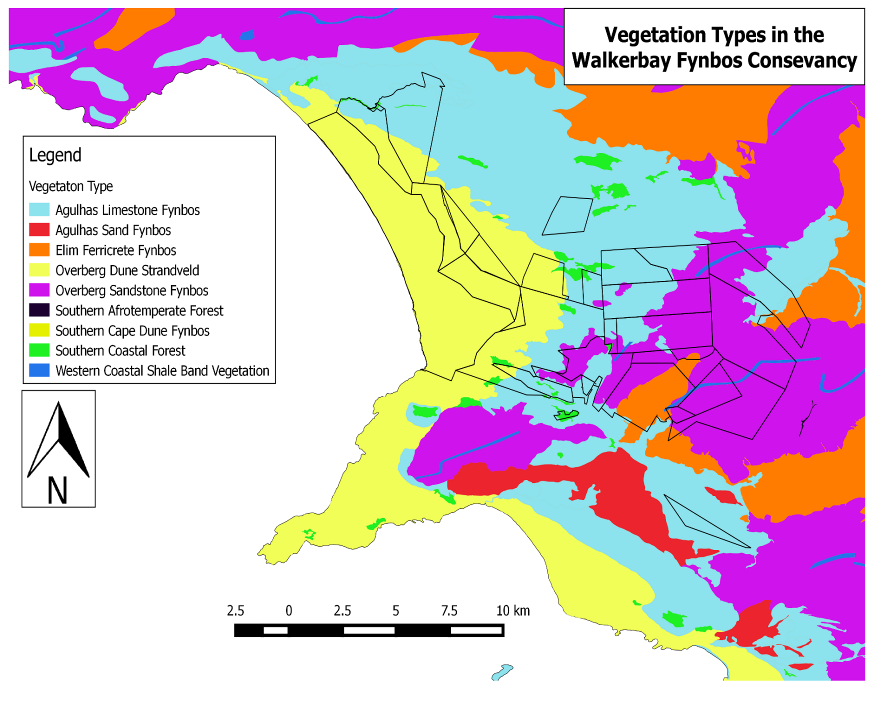 Vegetation Types in the
Walkerbay Fynbos Consevancy
Legend
Vegetaton Type
Agulhas Limestone Fynbos
Agulhas Sand Fynbos
Elim Ferricrete Fynbos
Overberg Dune Strandveld
Overberg Sandstone Fynbos
Southern Afrotemperate Forest
Southern Cape Dune Fynbos
Southern Coastal Forest
Western Coastal Shale Band Vegetation
N
2.5 0 2.5 5 7.5 10 km